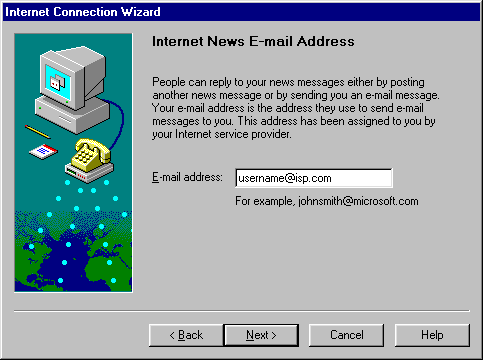 Internet Connection Wizard
Internet News E-mail Address
People can reply to your news messages either by posting
another news message or by sending you an e-mail message.
Your e-mail address is the address they use to send e-mail
messages to you. This address has been assigned to you by
your Internet service provider.
E-mail address: username@isp.com
For example, johnsmith@microsoft.com
< Back Next > Cancel Help